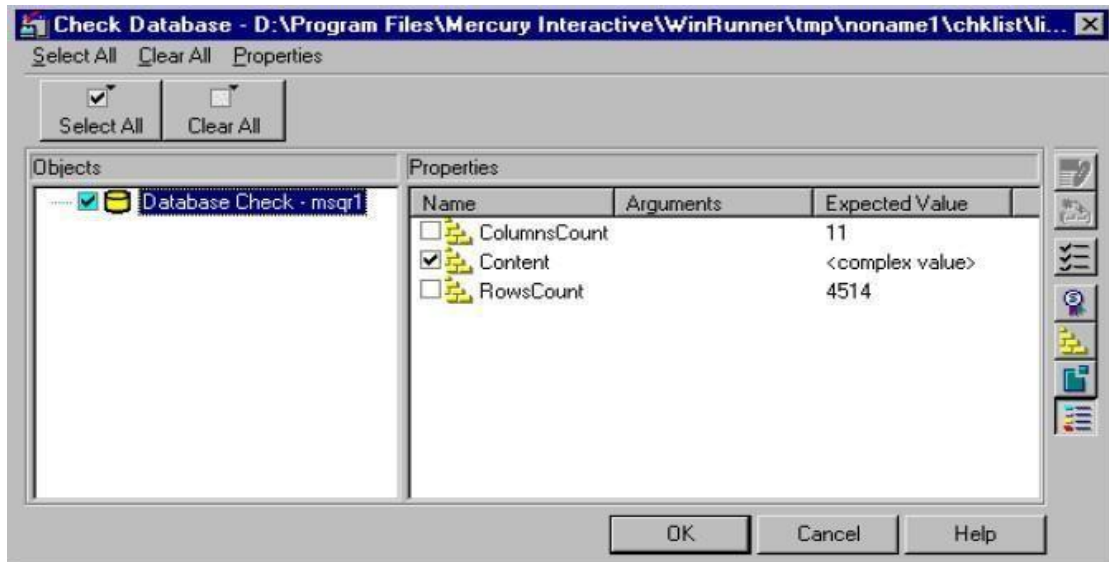 Check Database - D:\Program Files\Mercury Interactive\WinRunner\tmp\noname1\chklist\li...
Select All Clear All Properties
Select All Clear All
Objects
Database Check - msqr1
Properties
Name Arguments Expected Value
ColumnsCount 11
Content <complex value>
RowsCount 4514
OK Cancel Help